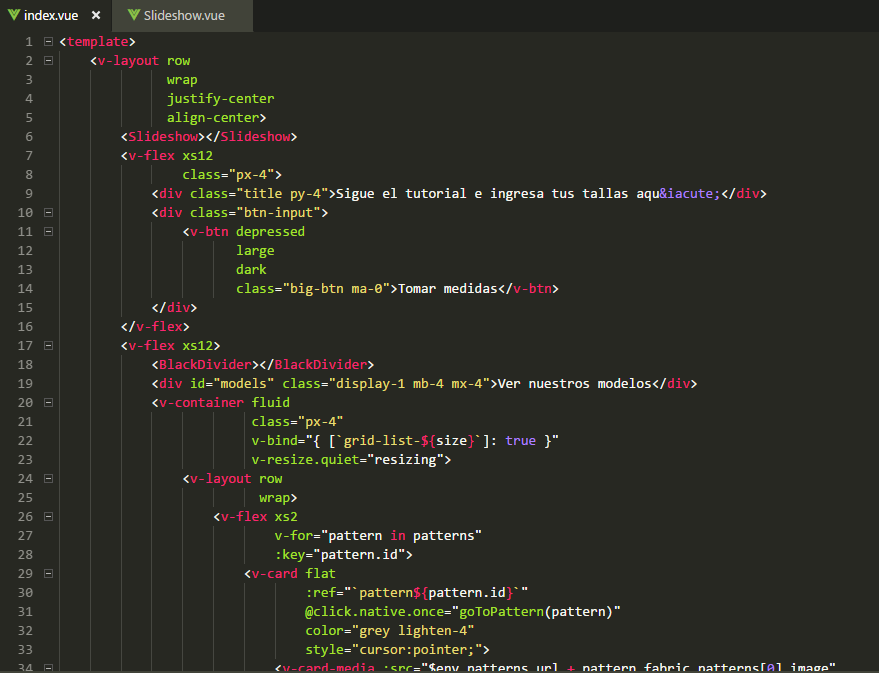 index.vue × Slideshow.vue
1 <template>
2 <v-layout row
3 wrap
4 justify-center
5 align-center>
6 <Slideshow></Slideshow>
7 <v-flex xs12
8 class="px-4">
9 <div class="title py-4">Sigue el tutorial e ingresa tus tallas aqu&iacute;</div>
10 <div class="btn-input">
11 <v-btn depressed
12 large
13 dark
14 class="big-btn ma-0">Tomar medidas</v-btn>
15 </div>
16 </v-flex>
17 <v-flex xs12>
18 <BlackDivider></BlackDivider>
19 <div id="models" class="display-1 mb-4 mx-4">Ver nuestros modelos</div>
20 <v-container fluid
21 class="px-4"
22 v-bind="{ [`grid-list-${size}`]: true }"
23 v-resize.quiet="resizing">
24 <v-layout row
25 wrap>
26 <v-flex xs2
27 v-for="pattern in patterns"
28 :key="pattern.id">
29 <v-card flat
30 :ref="`pattern${pattern.id}`"
31 @click.native.once="goToPattern(pattern)"
32 color="grey lighten-4"
33 style="cursor:pointer;">
34 <v-card-media :src="$env.patterns_url + pattern.fabric_patterns[0].image"